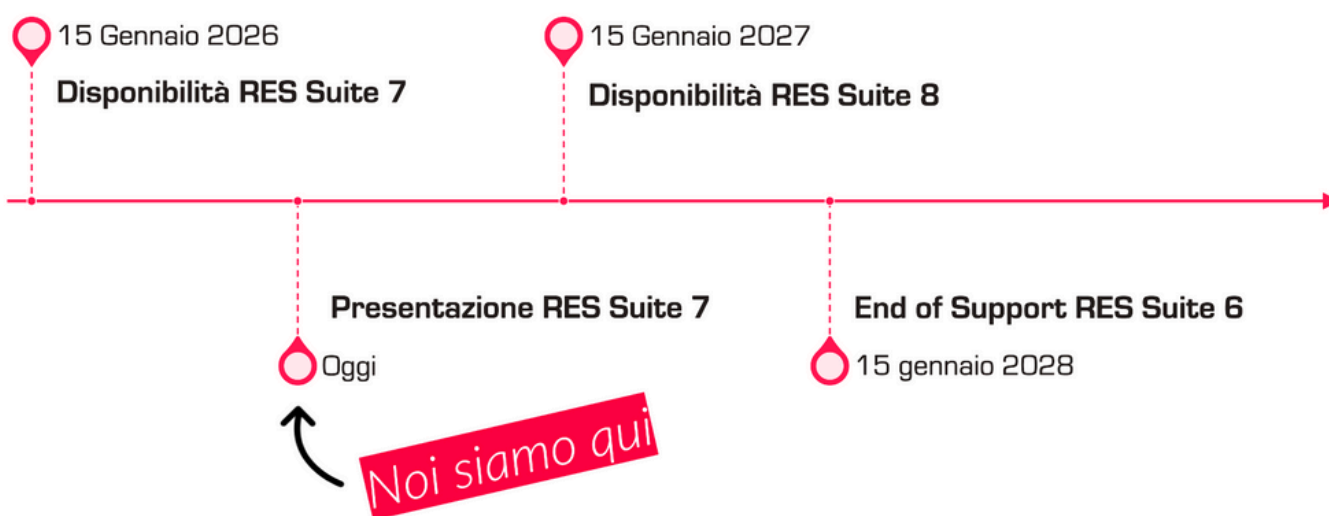 15 Gennaio 2026
Disponibilità RES Suite 7
15 Gennaio 2027
Disponibilità RES Suite 8
Presentazione RES Suite 7
Oggi
End of Support RES Suite 6
15 gennaio 2028
Noi siamo qui